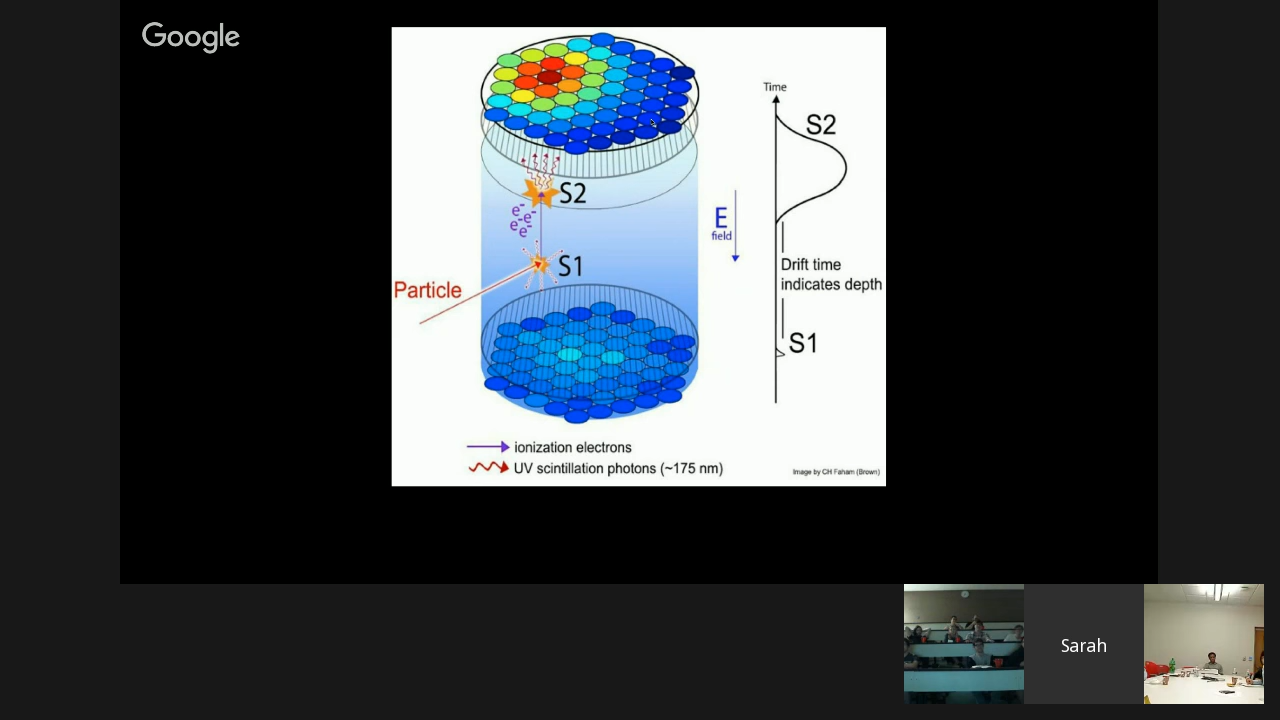 Google
Time
S2
S2
e-
e-
e-
e-
E
field
S1
Drift time
indicates depth
Particle
S1
ionization electrons
UV scintillation photons (~175 nm)
Image by CH Faham (Brown)
Sarah